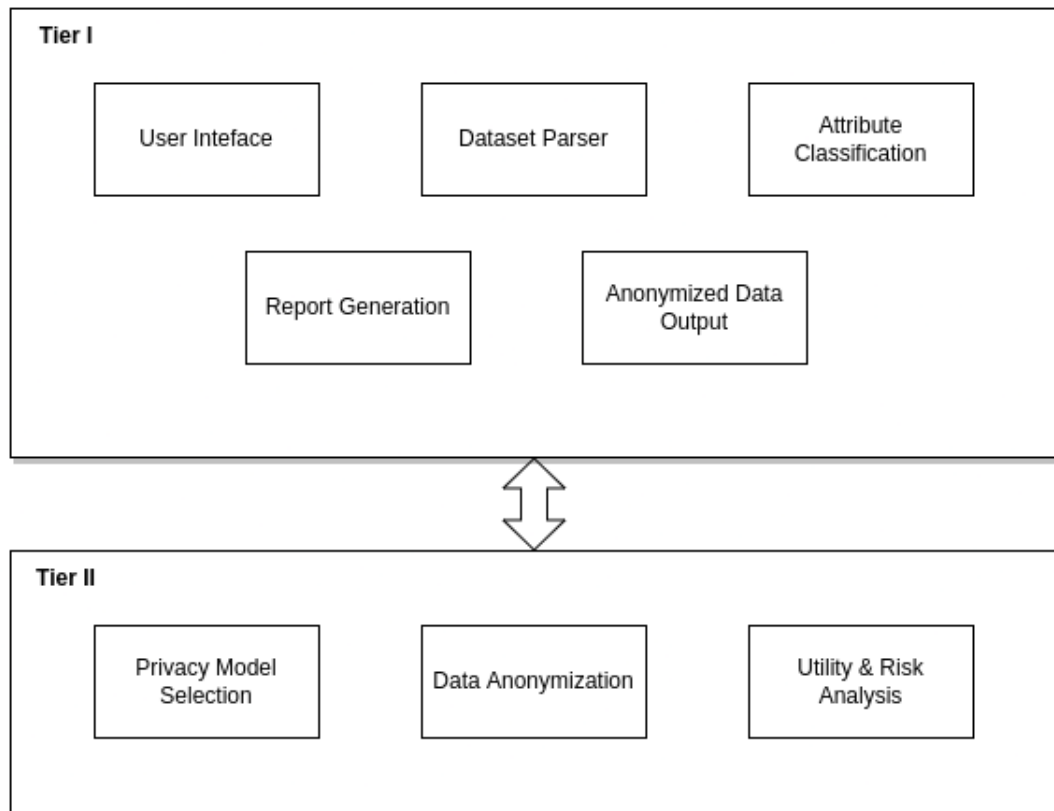 Tier I
User Inteface
Dataset Parser
Attribute
Classification
Report Generation
Anonymized Data
Output
Tier II
Privacy Model
Selection
Data Anonymization
Utility & Risk
Analysis